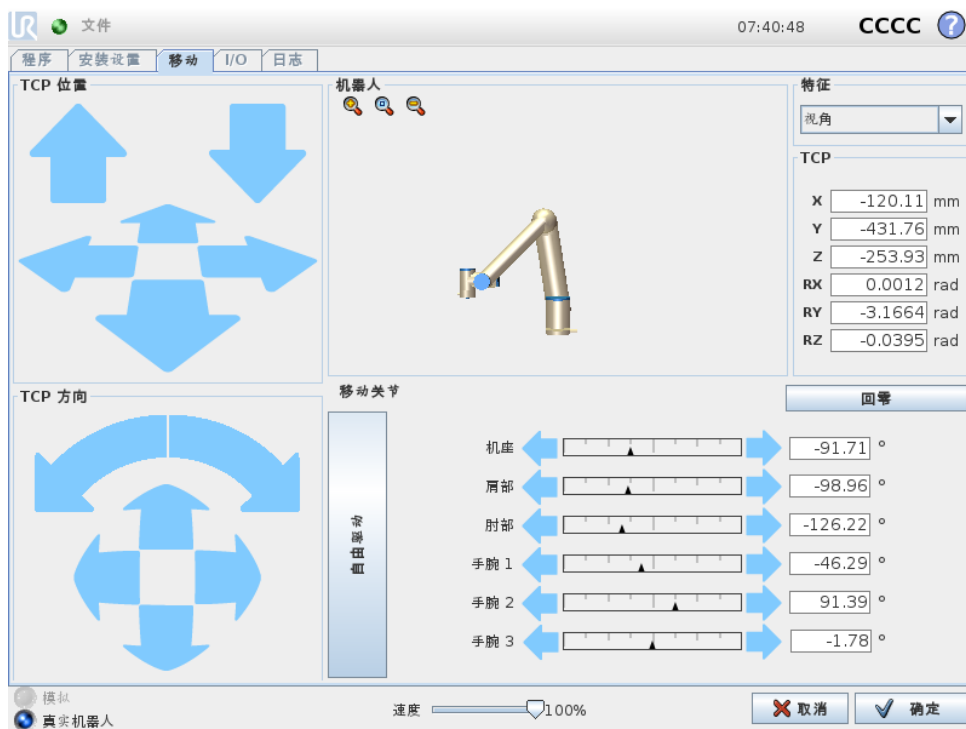 UR 文件 07:40:48 CCCC ?
程序 安装设置 移动 I/O 日志
TCP 位置
机器人
特征
视角
TCP
X -120.11 mm
Y -431.76 mm
Z -253.93 mm
RX 0.0012 rad
RY -3.1664 rad
RZ -0.0395 rad
TCP 方向
移动关节
回零
自由驱动
机座 -91.71 °
肩部 -98.96 °
肘部 -126.22 °
手腕 1 -46.29 °
手腕 2 91.39 °
手腕 3 -1.78 °
模拟
真实机器人
速度 100%
取消 确定